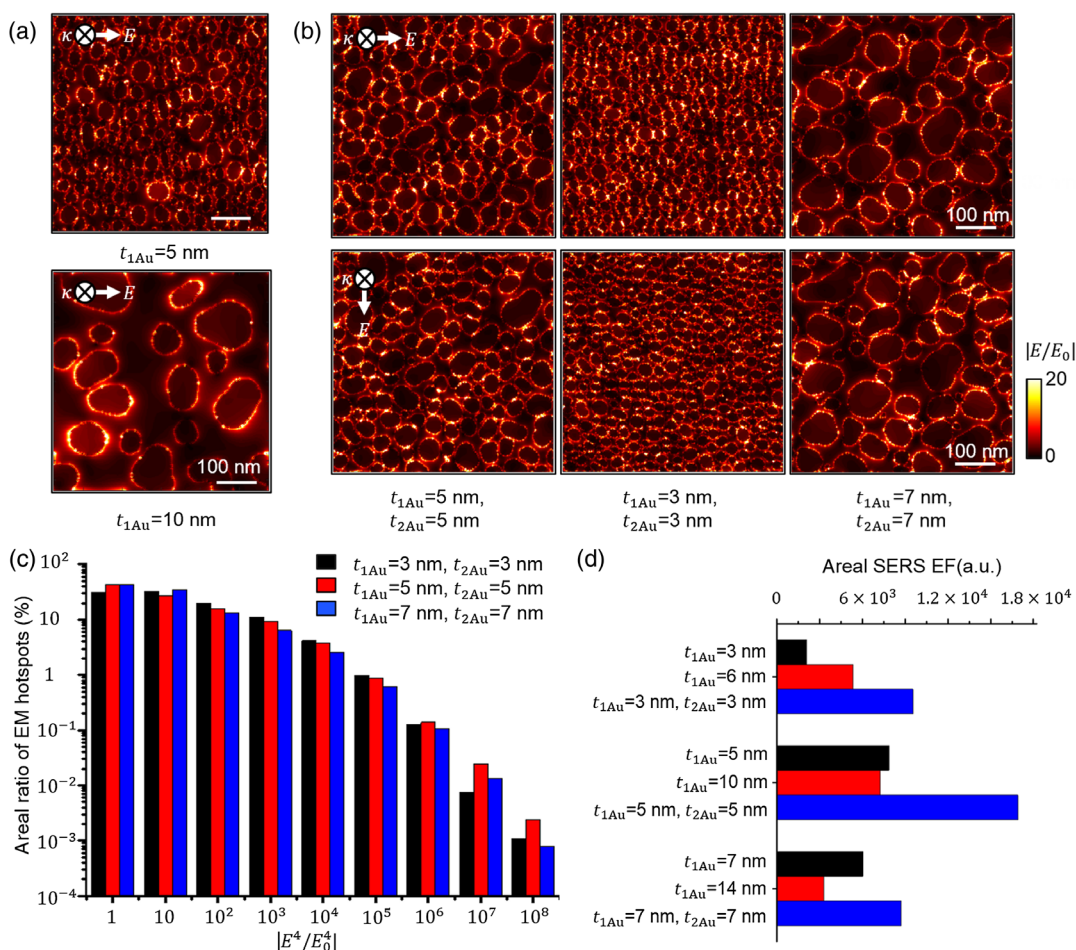 (a)
κ E
t1Au=5 nm
κ E
100 nm
t1Au=10 nm
(b)
κ E
100 nm
κ
E
100 nm
|E/E0|
20
0
t1Au=5 nm, t1Au=3 nm, t1Au=7 nm,
t2Au=5 nm t2Au=3 nm t2Au=7 nm
(c)
t1Au=3 nm, t2Au=3 nm
t1Au=5 nm, t2Au=5 nm
t1Au=7 nm, t2Au=7 nm
Areal ratio of EM hotspots (%)
10^2
10
1
10^-1
10^-2
10^-3
10^-4
1 10 10^2 10^3 10^4 10^5 10^6 10^7 10^8
|E^4/E0^4|
(d)
Areal SERS EF(a.u.)
0 6 × 10^3 1.2 × 10^4 1.8 × 10^4
t1Au=3 nm
t1Au=6 nm
t1Au=3 nm, t2Au=3 nm
t1Au=5 nm
t1Au=10 nm
t1Au=5 nm, t2Au=5 nm
t1Au=7 nm
t1Au=14 nm
t1Au=7 nm, t2Au=7 nm